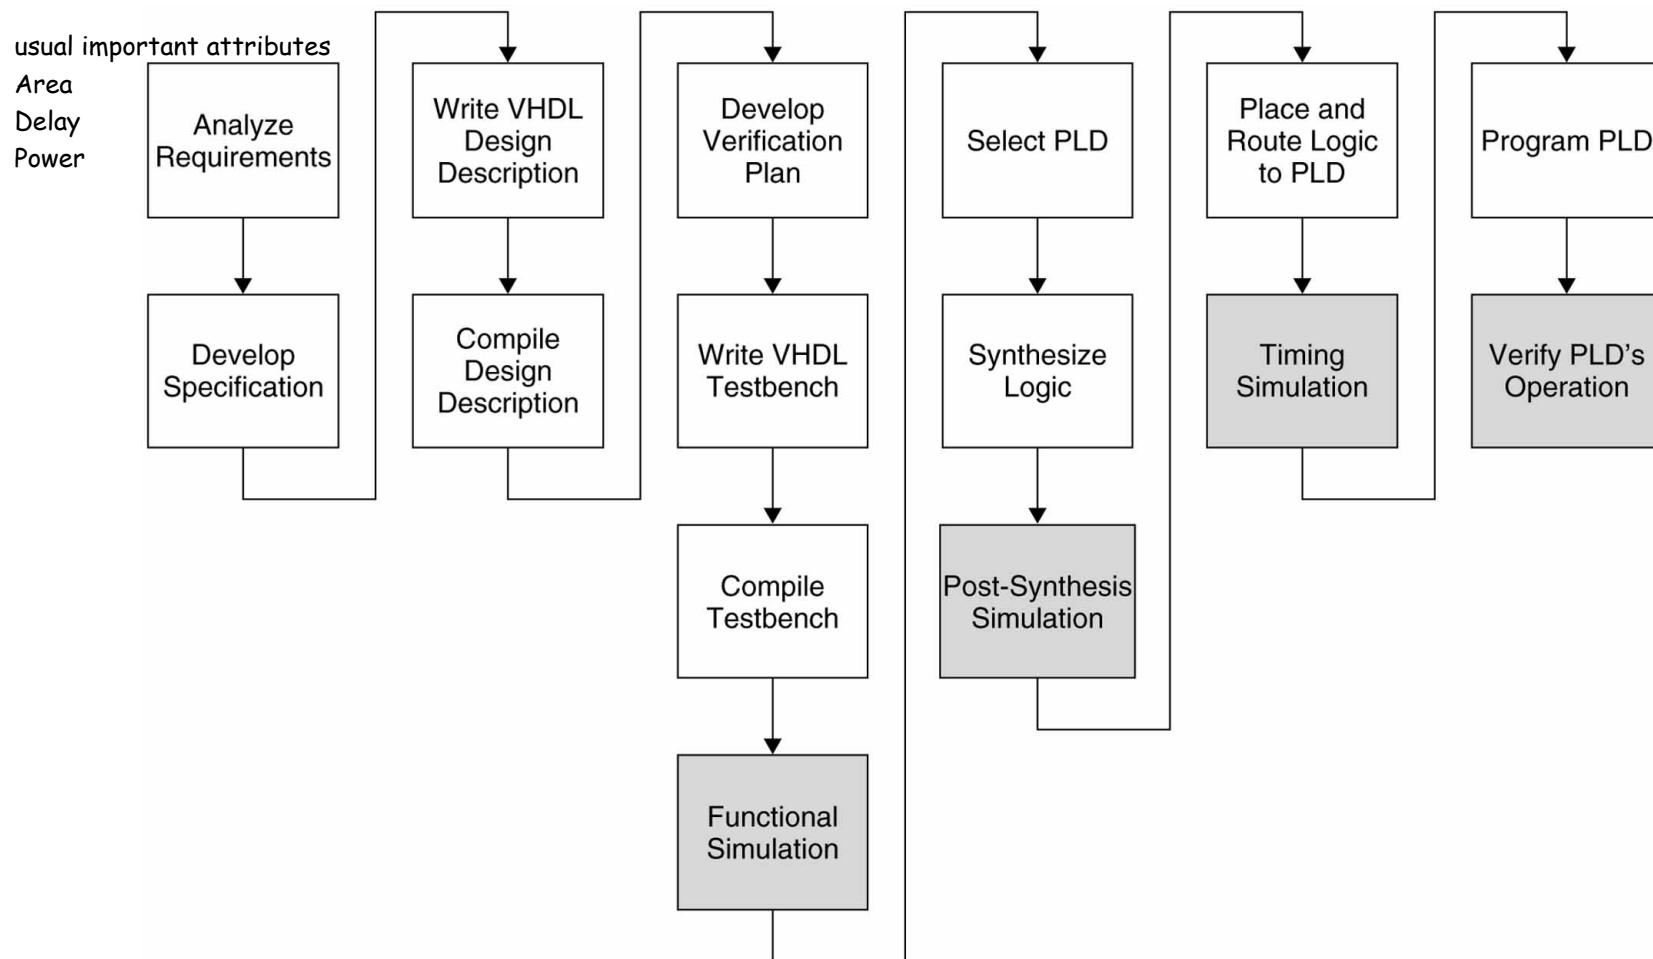 usual important attributes
Area
Delay
Power
Analyze
Requirements
Develop
Specification
Write VHDL
Design
Description
Compile
Design
Description
Develop
Verification
Plan
Write VHDL
Testbench
Compile
Testbench
Functional
Simulation
Select PLD
Synthesize
Logic
Post-Synthesis
Simulation
Place and
Route Logic
to PLD
Timing
Simulation
Program PLD
Verify PLD’s
Operation